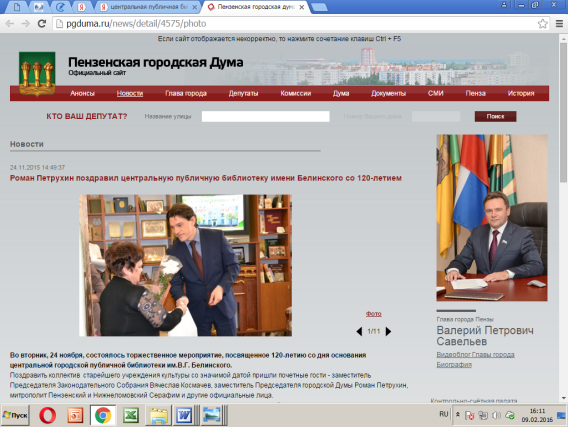 центральная публичная би
Пензенская городская дум
pgduma.ru/news/detail/4575/photo
Если сайт отображается некорректно, то нажмите сочетание клавиш Ctrl + F5
Пензенская городская Дума
Официальный сайт
Анонсы Новости Глава города Депутаты Комиссии Дума Документы СМИ Пенза История
КТО ВАШ ДЕПУТАТ? Название улицы Поиск
Новости
24.11.2015 14:49:37
Роман Петрухин поздравил центральную публичную библиотеку имени Белинского со 120-летием
Фото
1/11
Глава города Пензы
Валерий Петрович
Савельев
Видеоблог Главы города
Биография
Во вторник, 24 ноября, состоялось торжественное мероприятие, посвященное 120-летию со дня основания
центральной городской публичной библиотеки им.В.Г. Белинского.
Поздравить коллектив старейшего учреждения культуры со значимой датой пришли почетные гости - заместитель
Председателя Законодательного Собрания Вячеслав Космачев, заместитель Председателя городской Думы Роман Петрухин,
митрополит Пензенский и Нижнеломовский Серафим и другие официальные лица.
Контрольно-счётная палата
Пуск
RU
16:11
09.02.2016